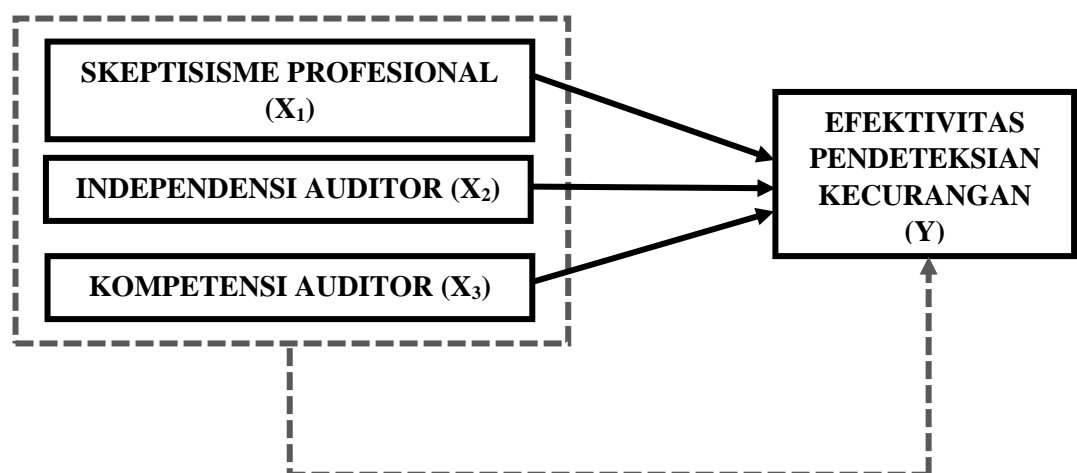 SKEPTISISME PROFESIONAL
(X₁)
INDEPENDENSI AUDITOR (X₂)
KOMPETENSI AUDITOR (X₃)
EFEKTIVITAS
PENDETEKSIAN
KECURANGAN
(Y)